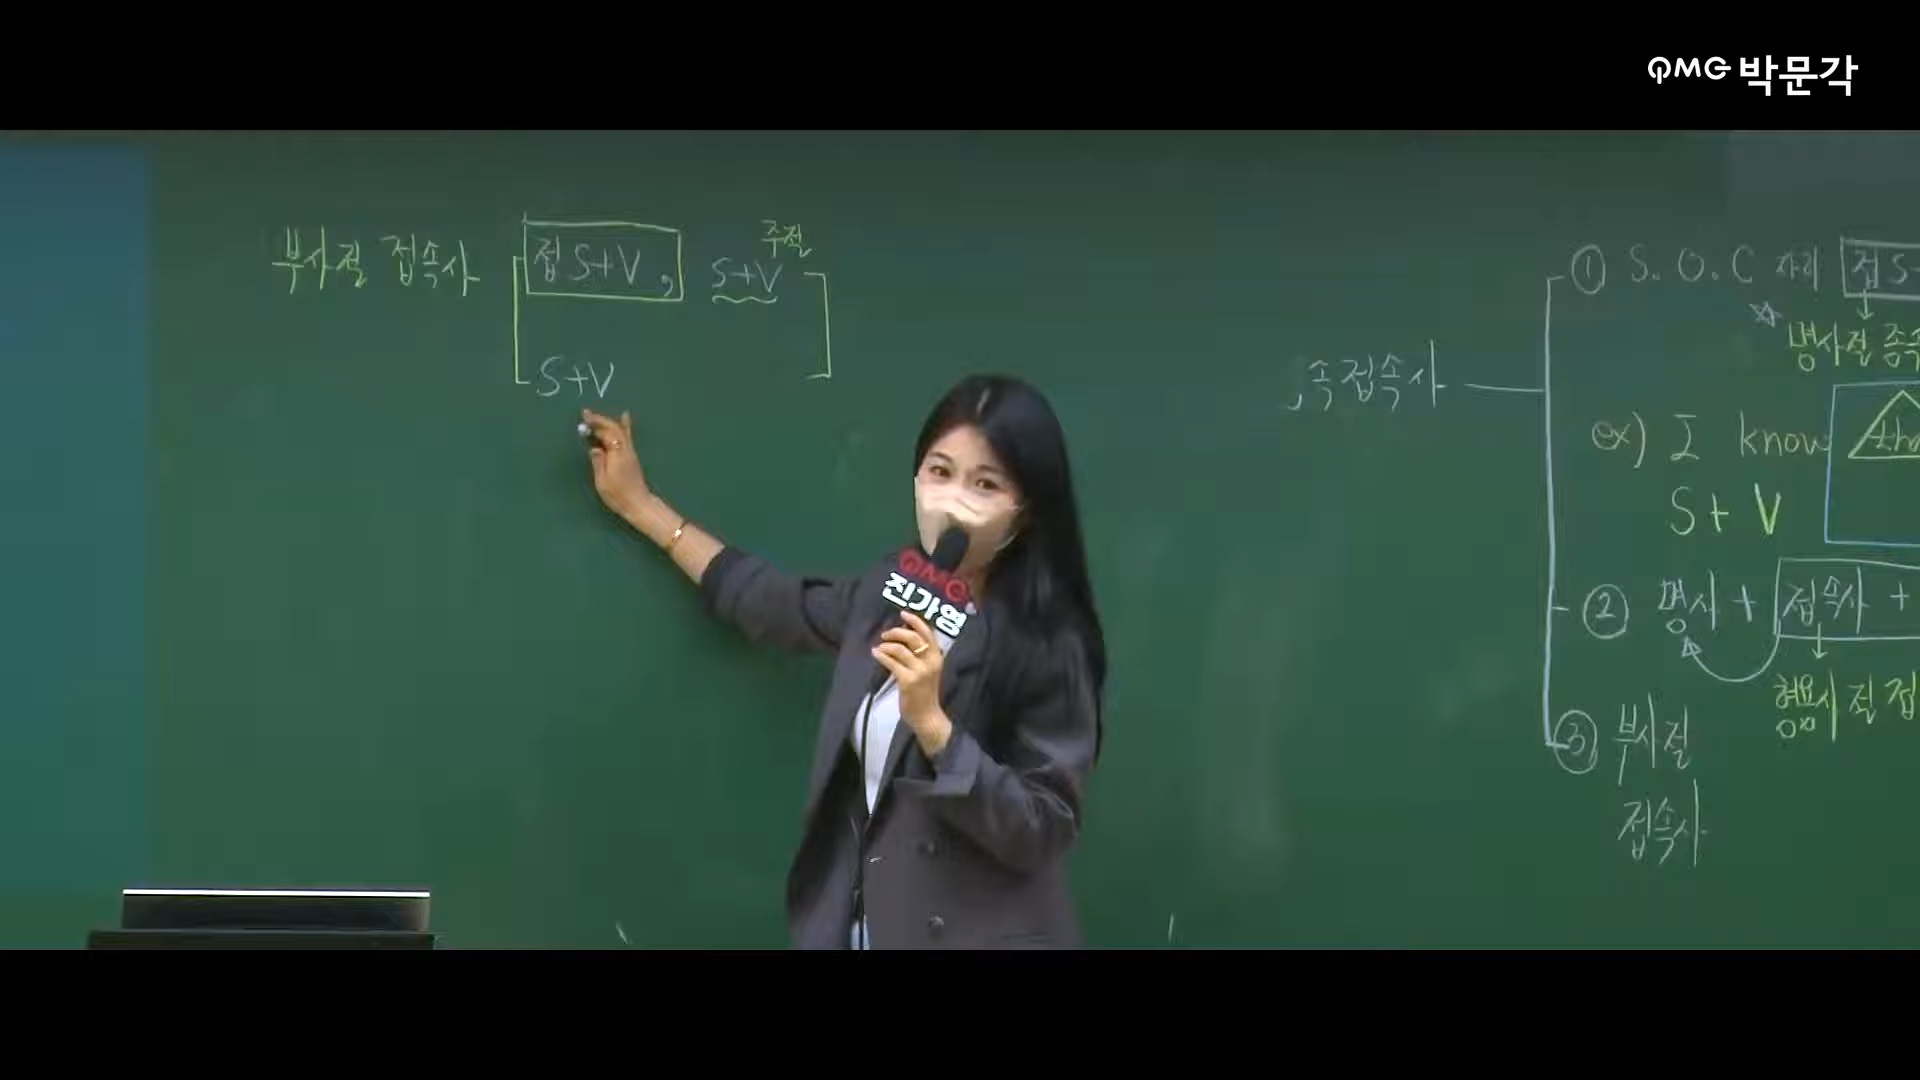 PMG 박문각
부사절 접속사
접 S+V,
주절
S+V
S+V
PMG
진가영
속접속사
① S. O. C 자리 접 S+
명사절 종속
ex) I know tha
S+ V
② 명사 + 접속사 +
형용사절 접
③ 부사절
접속사